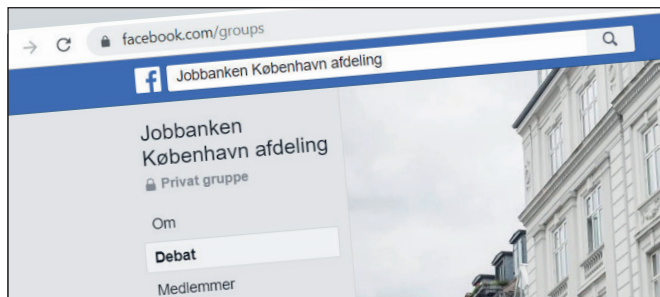 facebook.com/groups
f Jobbanken København afdeling
Jobbanken
København afdeling
Privat gruppe
Om
Debat
Medlemmer